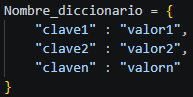 Nombre_diccionario = {
    "clave1" : "valor1",
    "clave2" : "valor2",
    "claven" : "valorn"
}